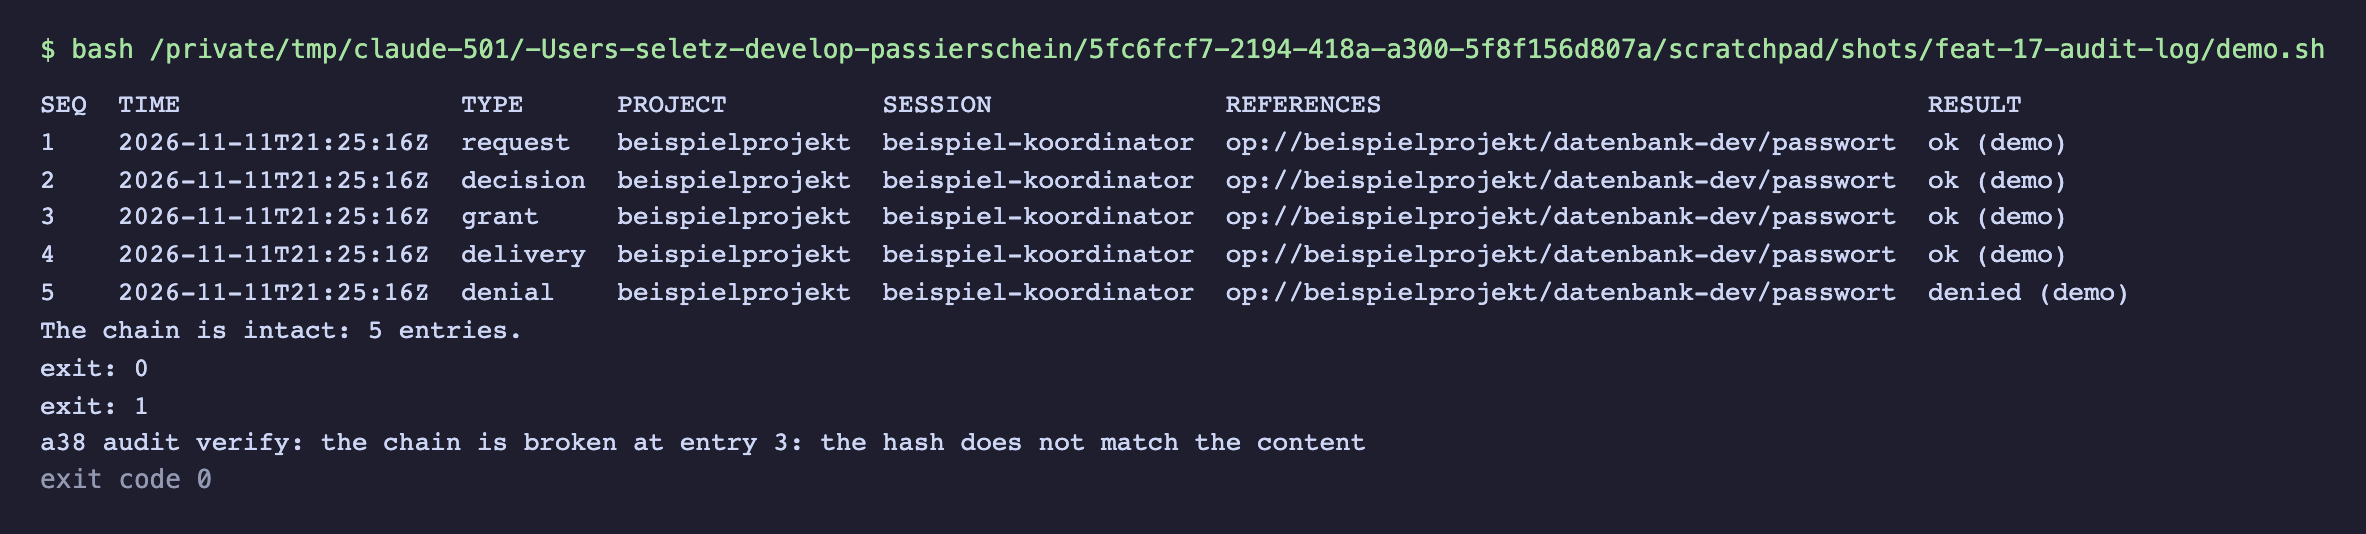 $ bash /private/tmp/claude-501/-Users-seletz-develop-passierschein/5fc6fcf7-2194-418a-a300-5f8f156d807a/scratchpad/shots/feat-17-audit-log/demo.sh
SEQ  TIME                  TYPE      PROJECT          SESSION               REFERENCES                                   RESULT
1    2026-11-11T21:25:16Z  request   beispielprojekt  beispiel-koordinator  op://beispielprojekt/datenbank-dev/passwort  ok (demo)
2    2026-11-11T21:25:16Z  decision  beispielprojekt  beispiel-koordinator  op://beispielprojekt/datenbank-dev/passwort  ok (demo)
3    2026-11-11T21:25:16Z  grant     beispielprojekt  beispiel-koordinator  op://beispielprojekt/datenbank-dev/passwort  ok (demo)
4    2026-11-11T21:25:16Z  delivery  beispielprojekt  beispiel-koordinator  op://beispielprojekt/datenbank-dev/passwort  ok (demo)
5    2026-11-11T21:25:16Z  denial    beispielprojekt  beispiel-koordinator  op://beispielprojekt/datenbank-dev/passwort  denied (demo)
The chain is intact: 5 entries.
exit: 0
exit: 1
a38 audit verify: the chain is broken at entry 3: the hash does not match the content
exit code 0